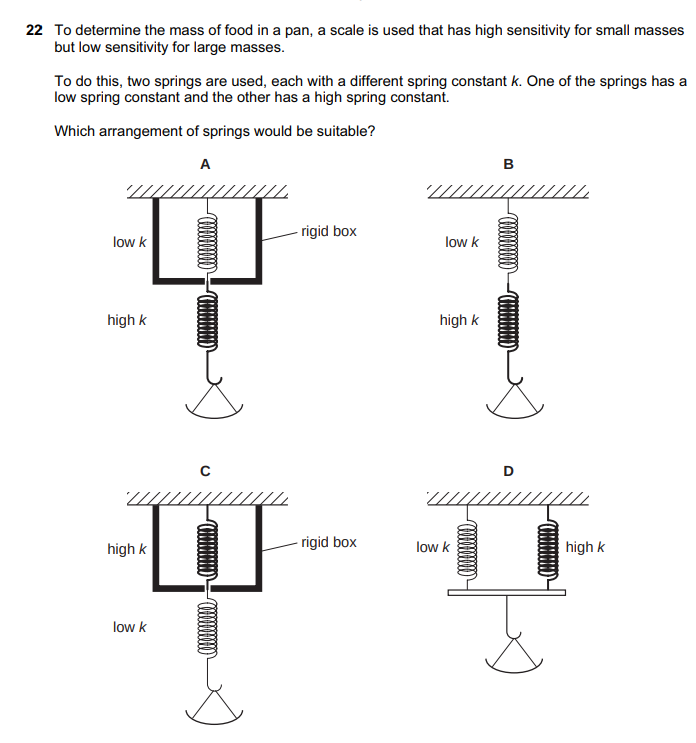 22 To determine the mass of food in a pan, a scale is used that has high sensitivity for small masses
but low sensitivity for large masses.
To do this, two springs are used, each with a different spring constant k. One of the springs has a
low spring constant and the other has a high spring constant.
Which arrangement of springs would be suitable?
A
low k
rigid box
high k
B
low k
high k
C
high k
rigid box
low k
D
low k
high k